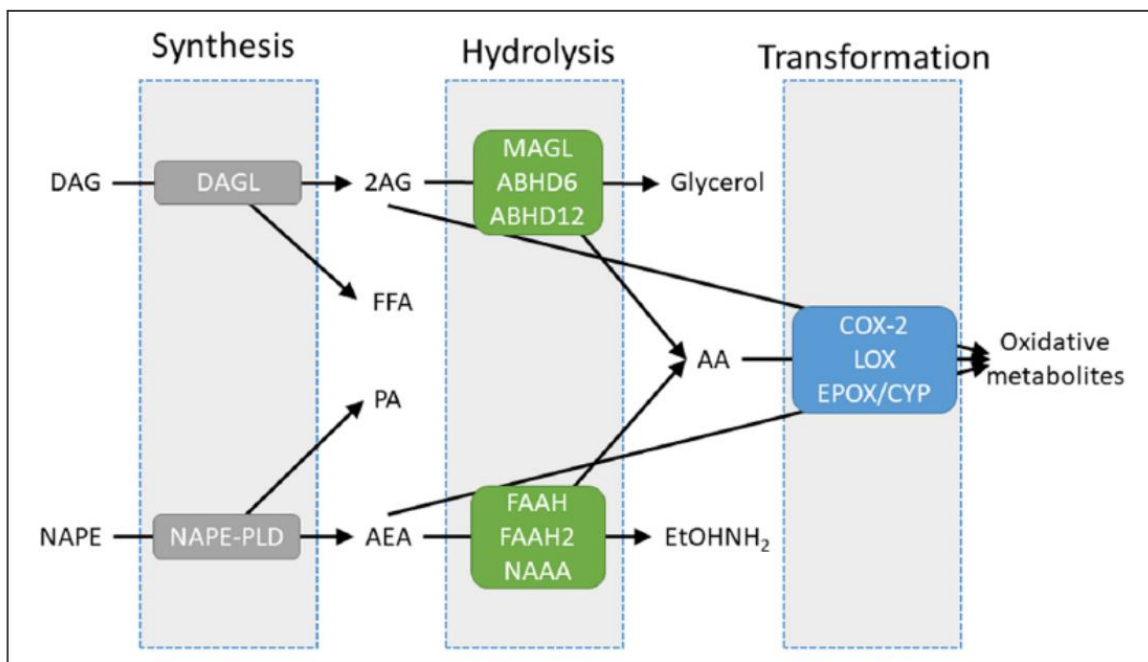 Synthesis
Hydrolysis
Transformation
DAG
DAGL
2AG
MAGL
ABHD6
ABHD12
Glycerol
FFA
PA
AA
COX-2
LOX
EPOX/CYP
Oxidative
metabolites
NAPE
NAPE-PLD
AEA
FAAH
FAAH2
NAAA
EtOHNH₂